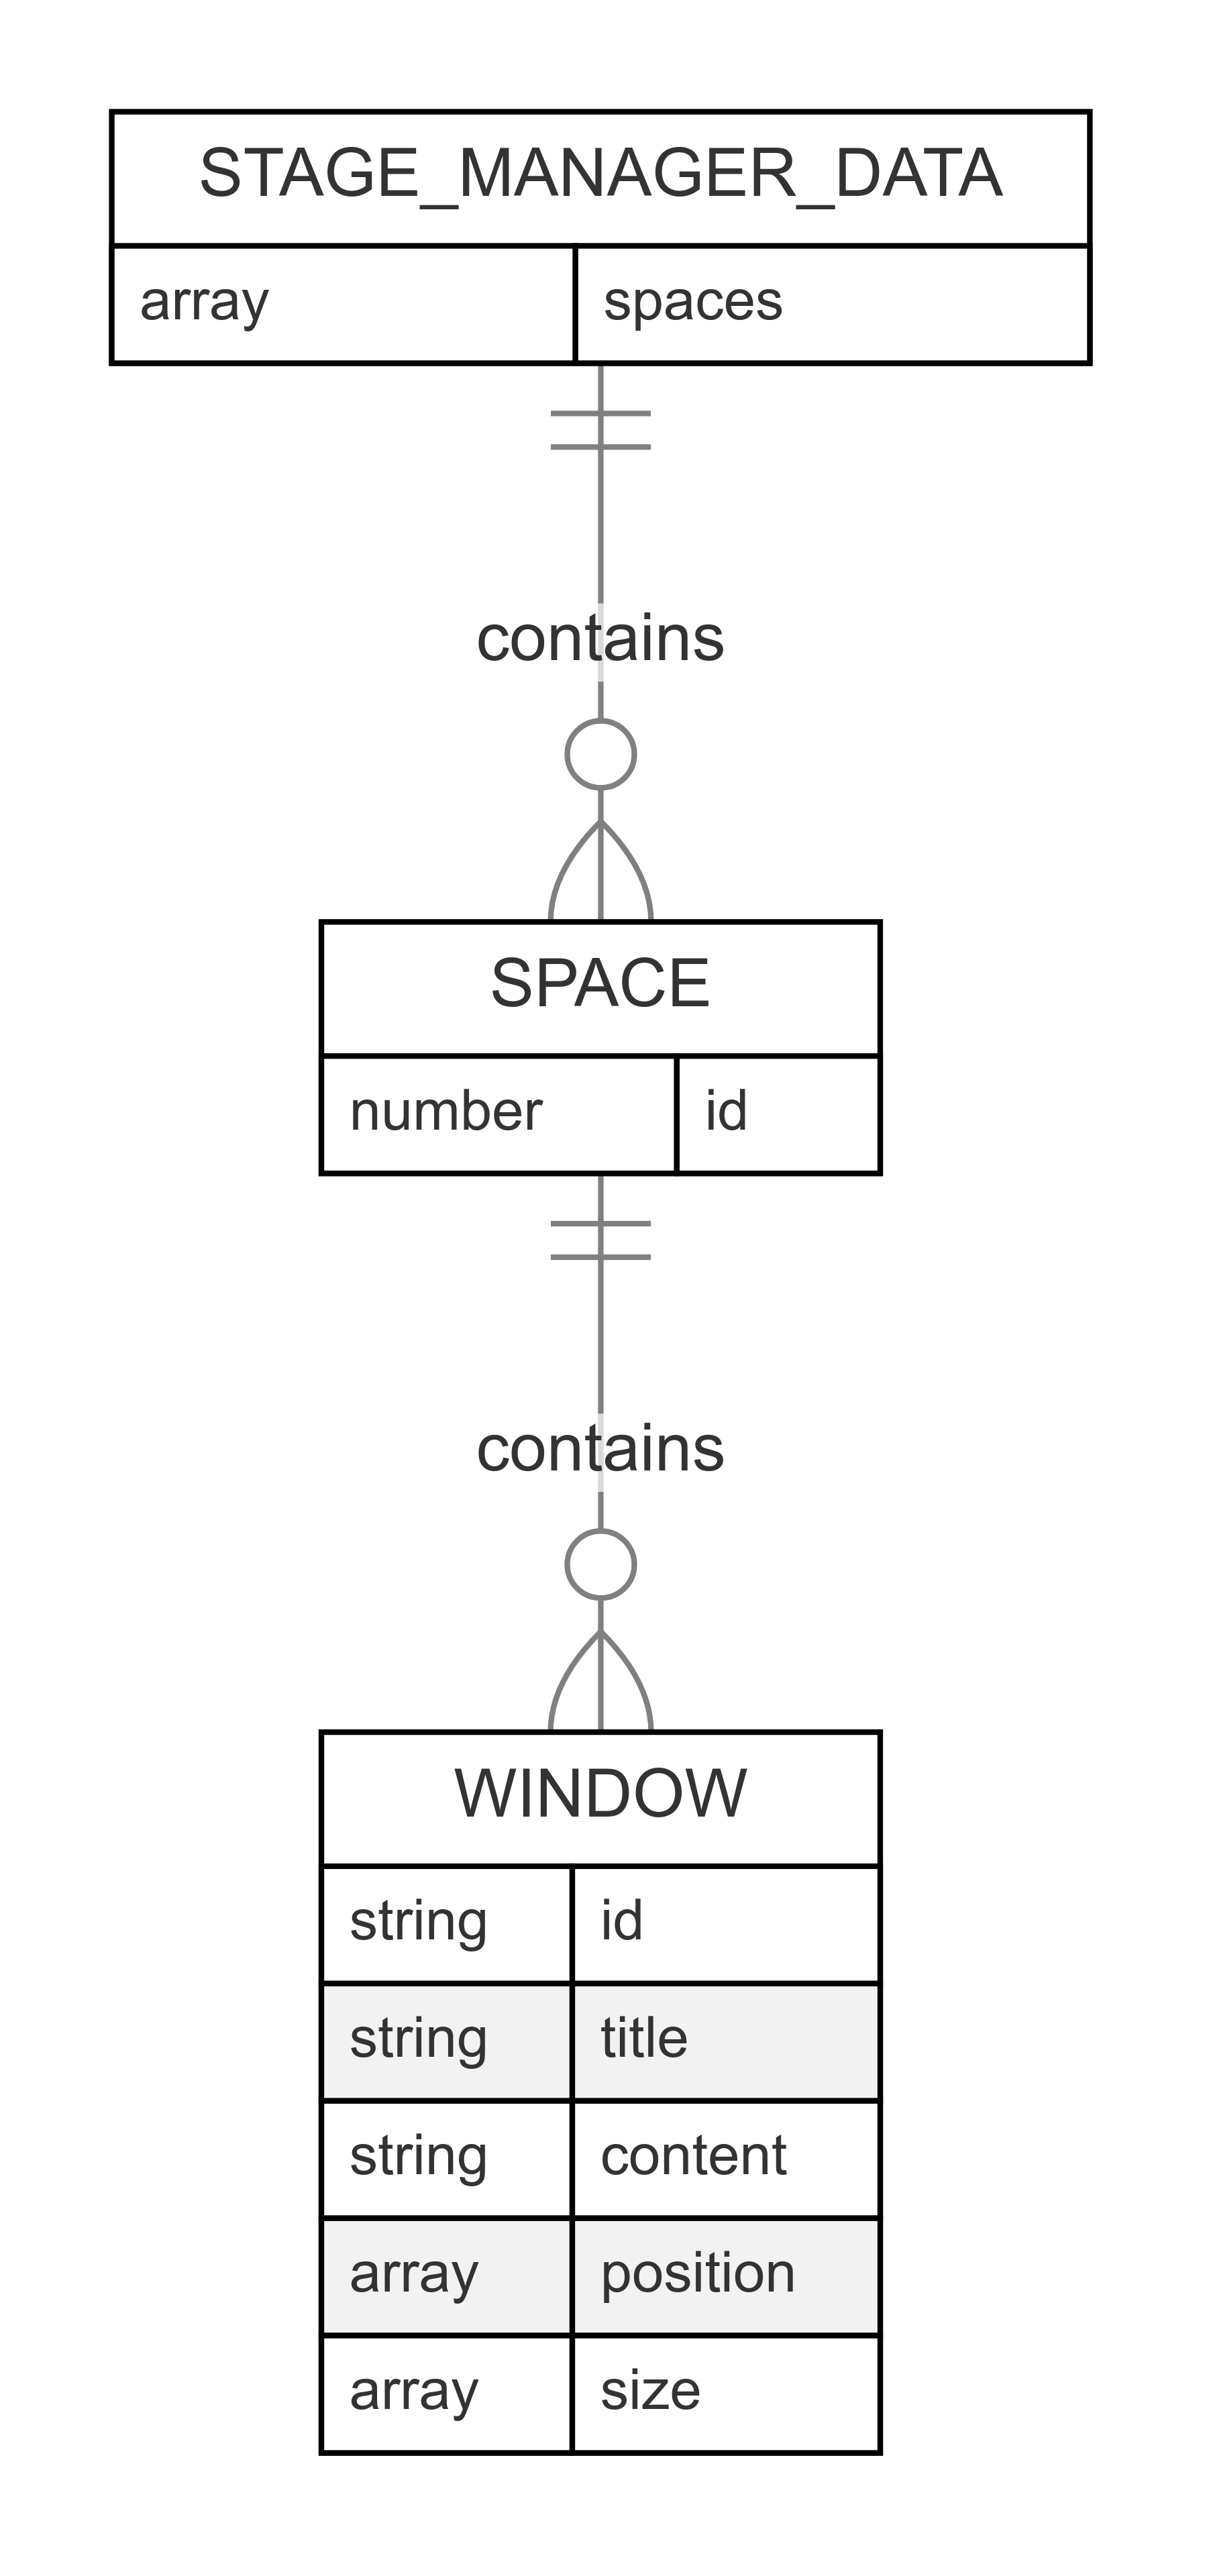 STAGE_MANAGER_DATA
array spaces
contains
SPACE
number id
contains
WINDOW
string id
string title
string content
array position
array size